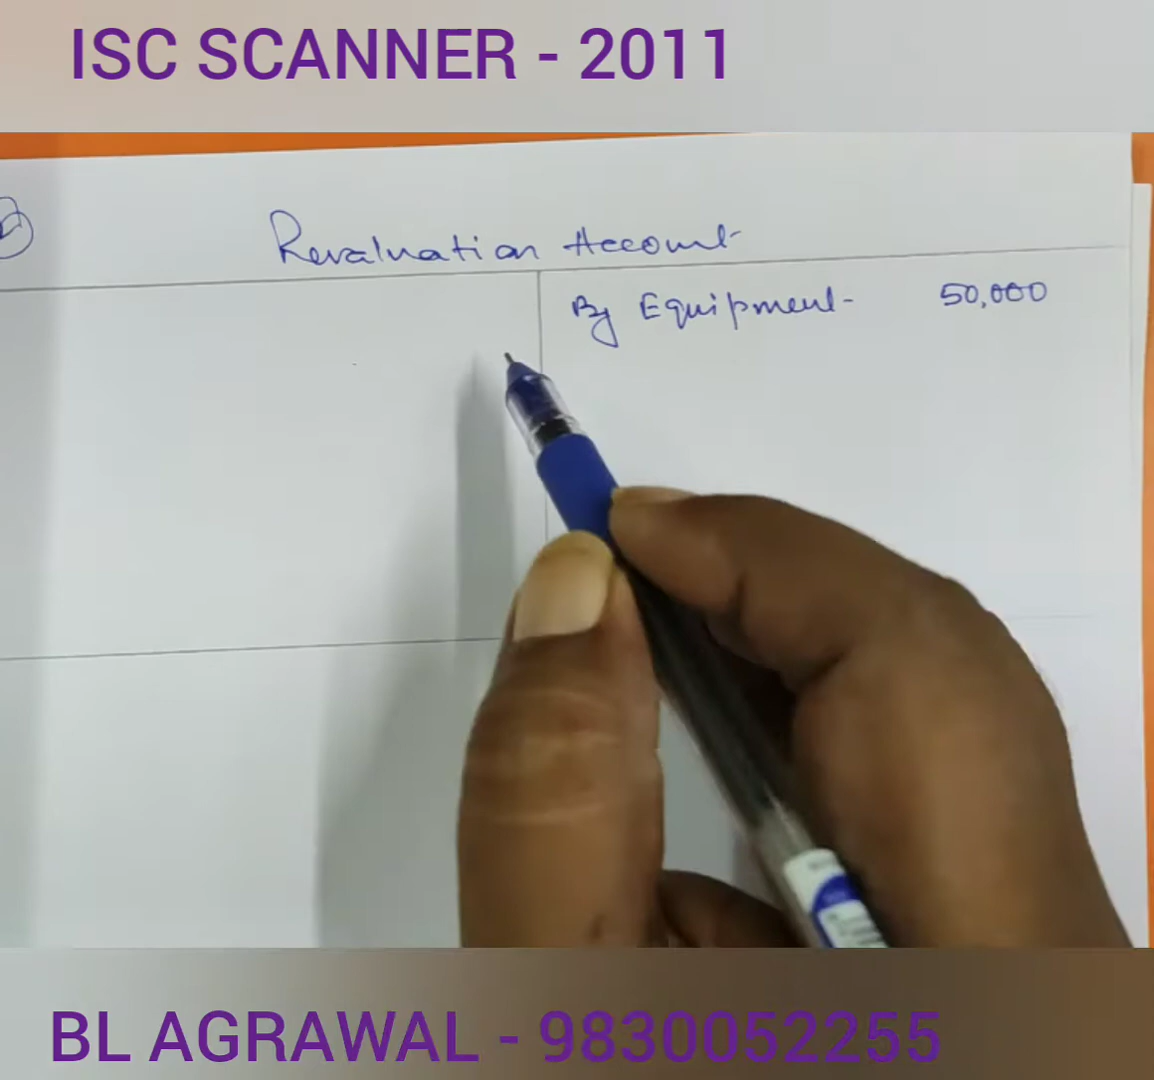 ISC SCANNER - 2011
Revaluation Account
By Equipment 50,000
BL AGRAWAL - 9830052255